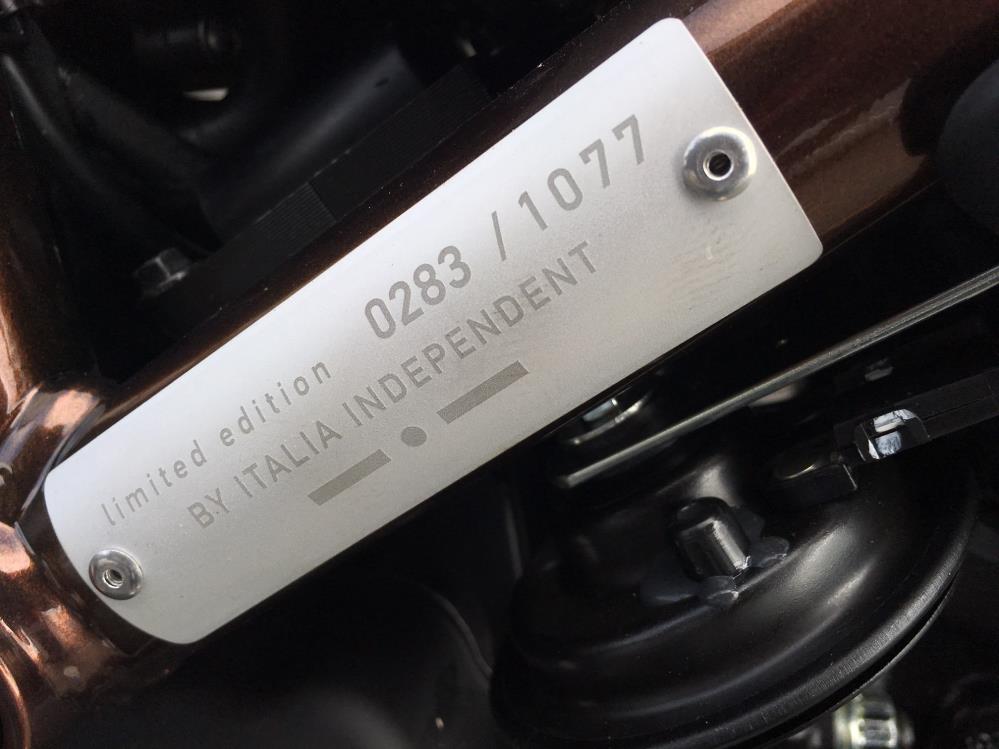 limited edition 0283 / 1077
BY ITALIA INDEPENDENT